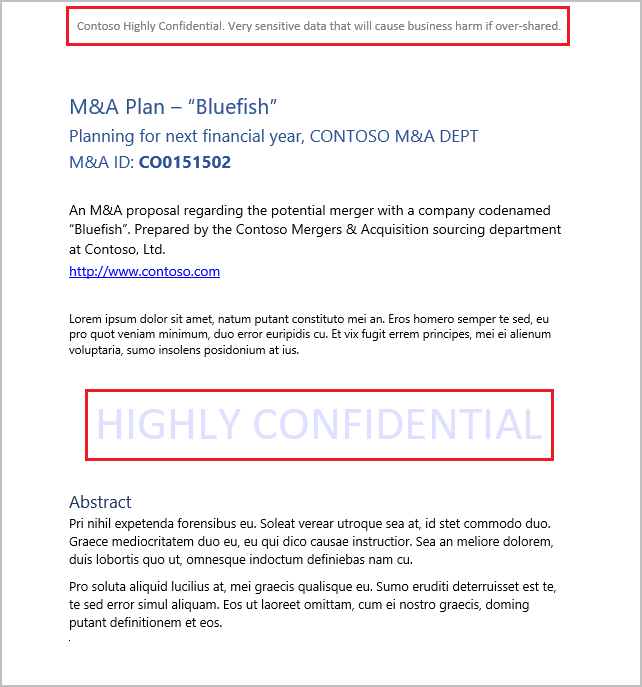 Contoso Highly Confidential. Very sensitive data that will cause business harm if over-shared.
M&A Plan – “Bluefish”
Planning for next financial year, CONTOSO M&A DEPT
M&A ID: CO0151502
An M&A proposal regarding the potential merger with a company codenamed
“Bluefish”. Prepared by the Contoso Mergers & Acquisition sourcing department
at Contoso, Ltd.
http://www.contoso.com
Lorem ipsum dolor sit amet, natum putant constituto mei an. Eros homero semper te sed, eu
pro quot veniam minimum, duo error euripidis cu. Et vix fugit errem principes, mei ei alienum
voluptaria, sumo insolens posidonium at ius.
HIGHLY CONFIDENTIAL
Abstract
Pri nihil expetenda forensibus eu. Soleat verear utroque sea at, id stet commodo duo.
Graece mediocritatem duo eu, eu qui dico causae instructior. Sea an meliore dolorem,
duis lobortis quo ut, omnesque indoctum definiebas nam cu.
Pro soluta aliquid lucilius at, mei graecis qualisque eu. Sumo eruditi deterruisset est te,
te sed error simul aliquam. Eos ut laoreet omittam, cum ei nostro graecis, doming
putant definitionem et eos.
.